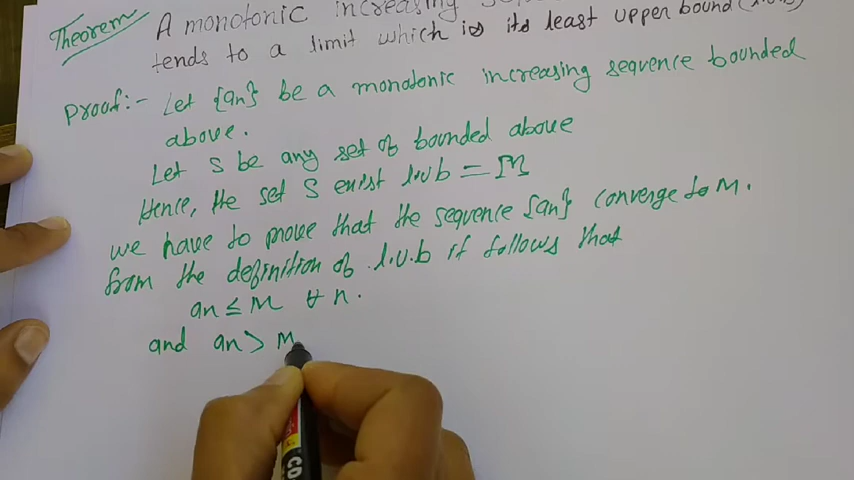 Theorem A monotonic increasing
tends to a limit which is its least upper bound
Proof:- Let {an} be a monotonic increasing sequence bounded
above.
Let S be any set of bounded above
Hence, the set S exist l.u.b = M
we have to prove that the sequence {an} converge to M.
from the definition of l.u.b it follows that
an ≤ M ∀ n.
and an > M
CD